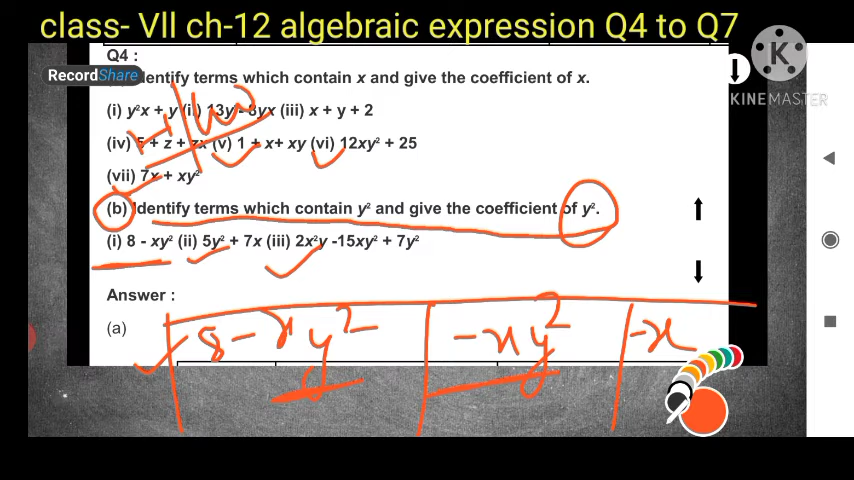 class- VII ch-12 algebraic expression Q4 to Q7
Q4 :
RecordShare
Identify terms which contain x and give the coefficient of x.
K
KINEMASTER
(i) y²x + y (ii) 13y² - 8yx (iii) x + y + 2
H/W
(iv) 5 + z + zx (v) 1 + x+ xy (vi) 12xy² + 25
(vii) 7x + xy²
(b) Identify terms which contain y² and give the coefficient of y².
(i) 8 - xy² (ii) 5y² + 7x (iii) 2x²y -15xy² + 7y²
Answer :
(a)
8 - xy² - xy² -x